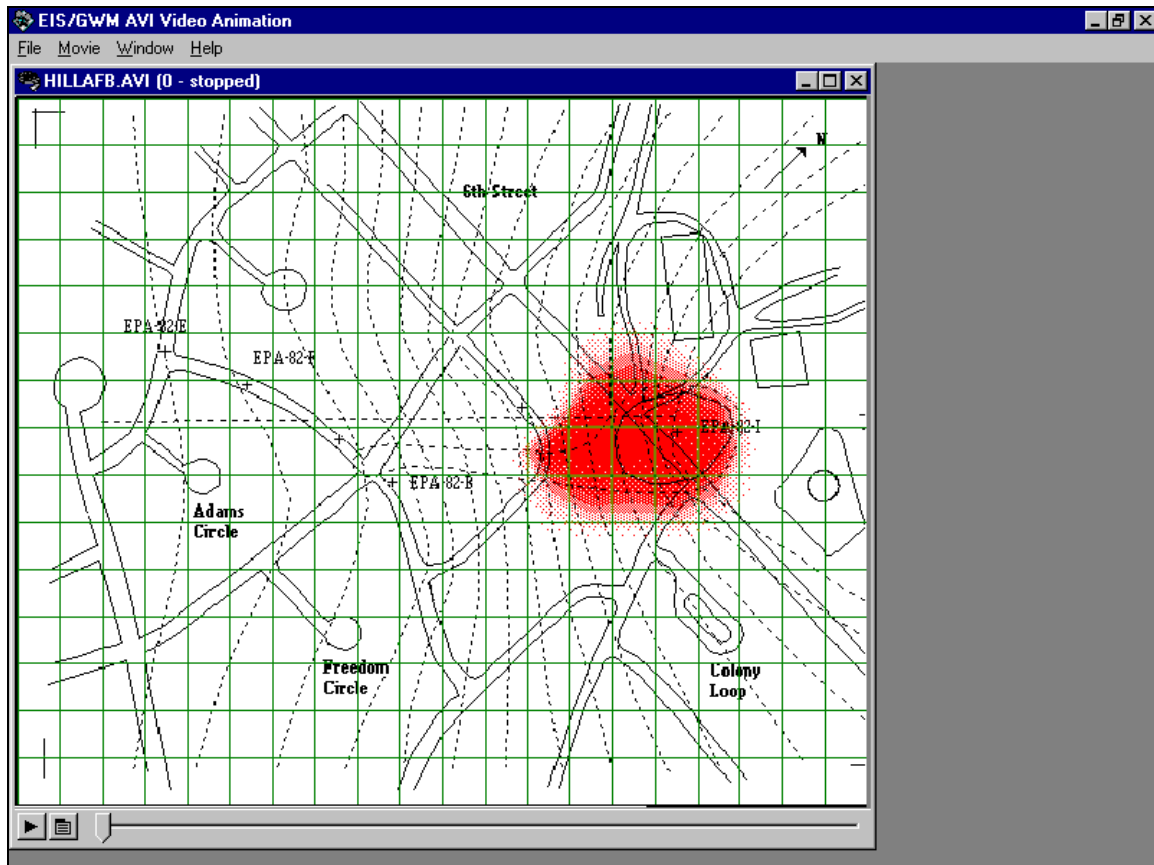 EIS/GWM AVI Video Animation
File Movie Window Help
HILLAFB.AVI (0 - stopped)
N
6th Street
EPA-82-E
EPA-82-F
EPA-82-I
EPA-82-B
Adams
Circle
Freedom
Circle
Colony
Loop